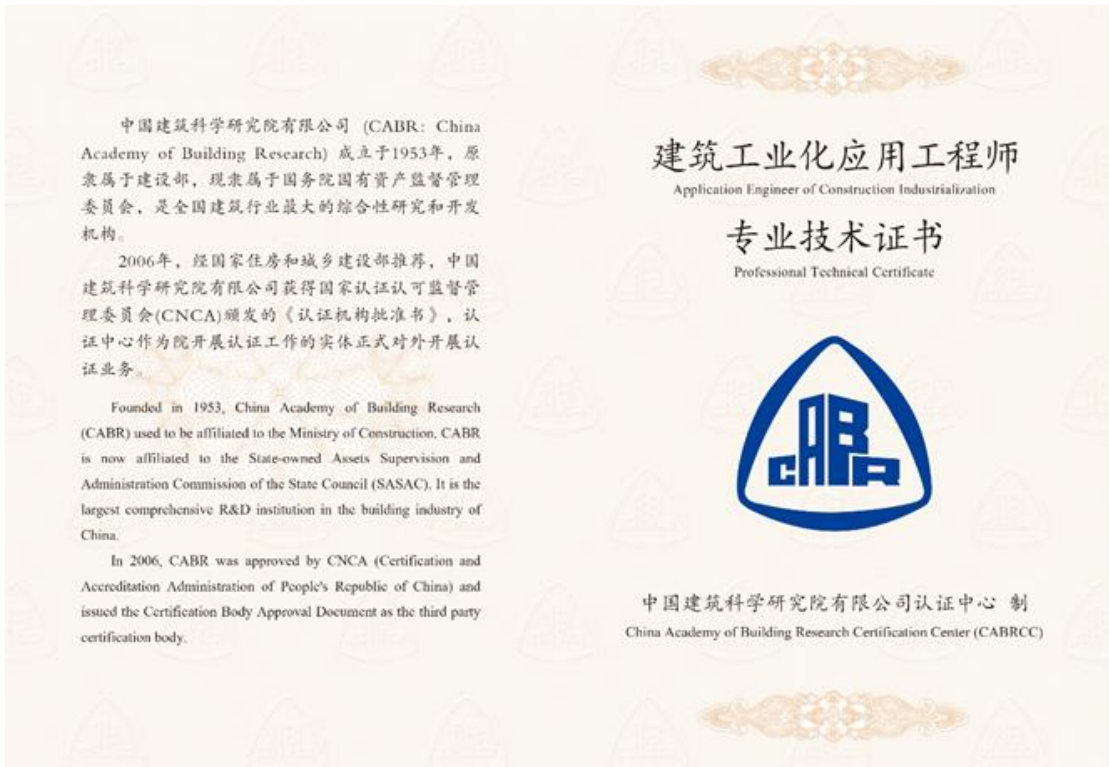 中国建筑科学研究院有限公司 (CABR: China
Academy of Building Research) 成立于1953年，原
隶属于建设部，现隶属于国务院国有资产监督管理
委员会，是全国建筑行业最大的综合性研究和开发
机构。
2006年，经国家住房和城乡建设部推荐，中国
建筑科学研究院有限公司获得国家认证认可监督管
理委员会(CNCA)颁发的《认证机构批准书》，认
证中心作为院开展认证工作的实体正式对外开展认
证业务。
Founded in 1953, China Academy of Building Research
(CABR) used to be affiliated to the Ministry of Construction, CABR
is now affiliated to the State-owned Assets Supervision and
Administration Commission of the State Council (SASAC). It is the
largest comprehensive R&D institution in the building industry of
China.
In 2006, CABR was approved by CNCA (Certification and
Accreditation Administration of People's Republic of China) and
issued the Certification Body Approval Document as the third party
certification body.
建筑工业化应用工程师
Application Engineer of Construction Industrialization
专业技术证书
Professional Technical Certificate
CABR
中国建筑科学研究院有限公司认证中心 制
China Academy of Building Research Certification Center (CABRCC)